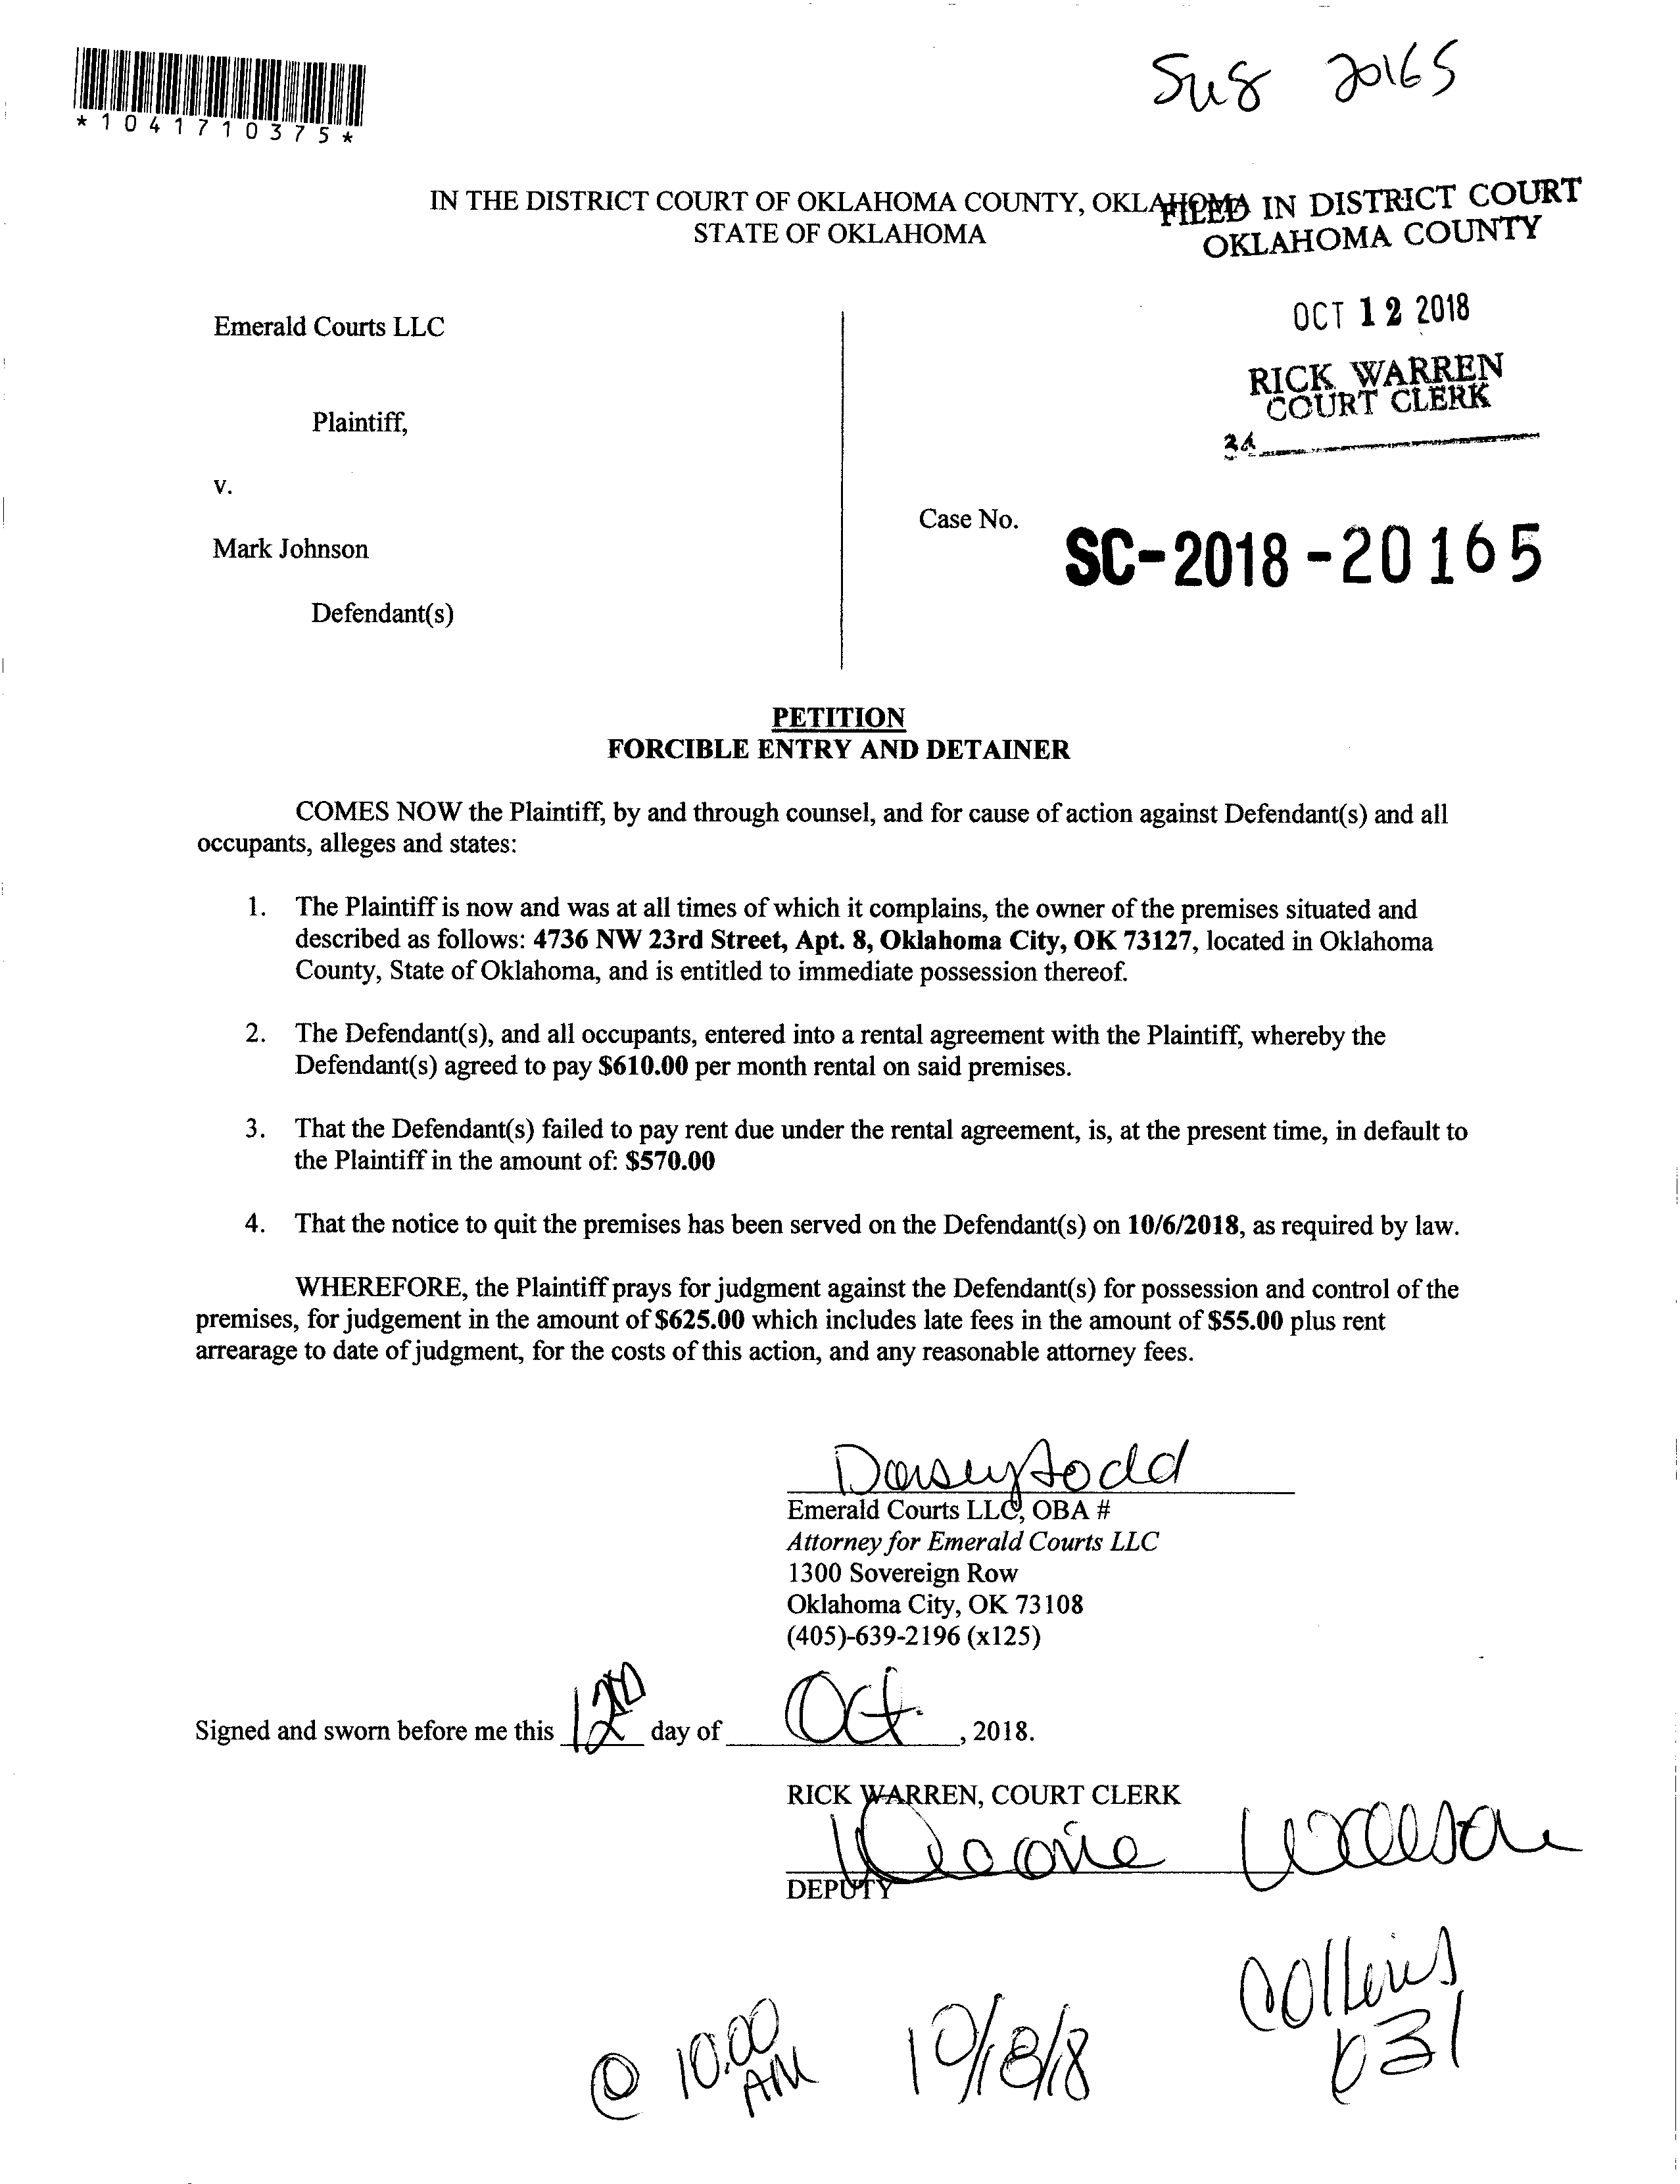 *1041710375*
Su8 20165
IN THE DISTRICT COURT OF OKLAHOMA COUNTY, OKLAHOMA
STATE OF OKLAHOMA
FILED IN DISTRICT COURT
OKLAHOMA COUNTY
OCT 12 2018
RICK WARREN
COURT CLERK
34
Emerald Courts LLC
Plaintiff,
v.
Mark Johnson
Defendant(s)
Case No.
SC-2018-20165
PETITION
FORCIBLE ENTRY AND DETAINER
COMES NOW the Plaintiff, by and through counsel, and for cause of action against Defendant(s) and all
occupants, alleges and states:
1. The Plaintiff is now and was at all times of which it complains, the owner of the premises situated and
described as follows: 4736 NW 23rd Street, Apt. 8, Oklahoma City, OK 73127, located in Oklahoma
County, State of Oklahoma, and is entitled to immediate possession thereof.
2. The Defendant(s), and all occupants, entered into a rental agreement with the Plaintiff, whereby the
Defendant(s) agreed to pay $610.00 per month rental on said premises.
3. That the Defendant(s) failed to pay rent due under the rental agreement, is, at the present time, in default to
the Plaintiff in the amount of: $570.00
4. That the notice to quit the premises has been served on the Defendant(s) on 10/6/2018, as required by law.
WHEREFORE, the Plaintiff prays for judgment against the Defendant(s) for possession and control of the
premises, for judgement in the amount of $625.00 which includes late fees in the amount of $55.00 plus rent
arrearage to date of judgment, for the costs of this action, and any reasonable attorney fees.
Dorsey Todd
Emerald Courts LLC, OBA #
Attorney for Emerald Courts LLC
1300 Sovereign Row
Oklahoma City, OK 73108
(405)-639-2196 (x125)
Signed and sworn before me this 12 day of Oct, 2018.
RICK WARREN, COURT CLERK
DEPUTY
Collins
@ 10:00 10/18/18 031
AM